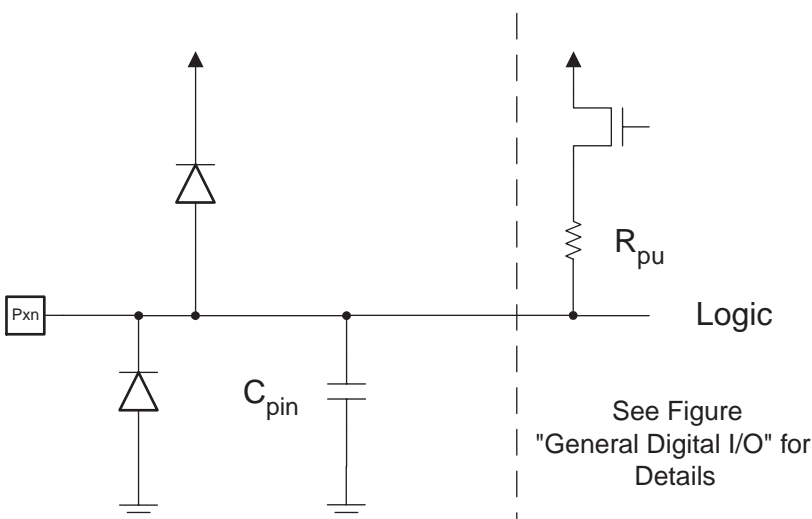 R_pu
Pxn
Logic
C_pin
See Figure
"General Digital I/O" for
Details